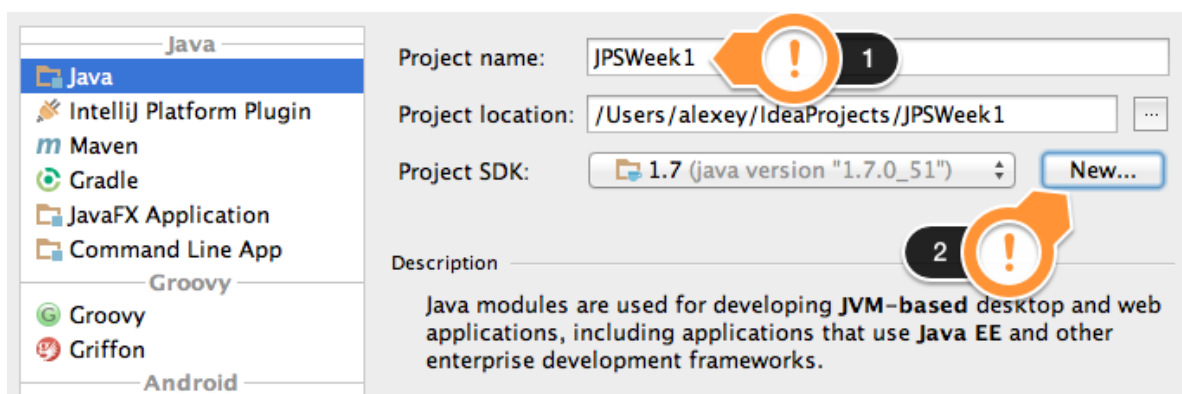 Java
Java
IntelliJ Platform Plugin
m Maven
Gradle
JavaFX Application
Command Line App
Groovy
G Groovy
Griffon
Android
Project name: JPSWeek1 ! 1
Project location: /Users/alexey/IdeaProjects/JPSWeek1 ...
Project SDK: 1.7 (java version "1.7.0_51") New...
2 !
Description
Java modules are used for developing JVM-based desktop and web
applications, including applications that use Java EE and other
enterprise development frameworks.